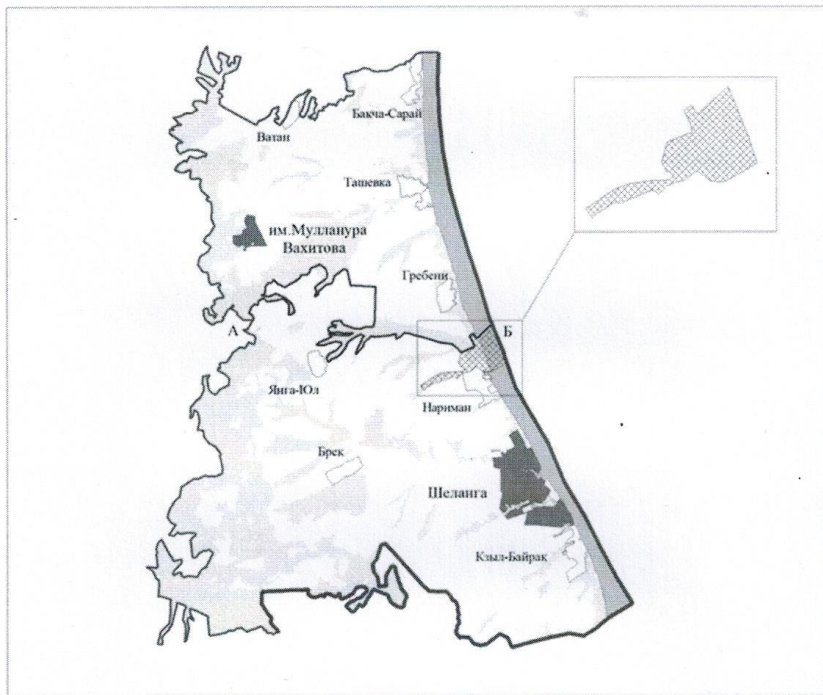 Бакча-Сарай
Ватан
Ташевка
им.Мулланура
Вахитова
Гребени
А
Б
Янга-Юл
Нариман
Брек
Шеланга
Кзыл-Байрак